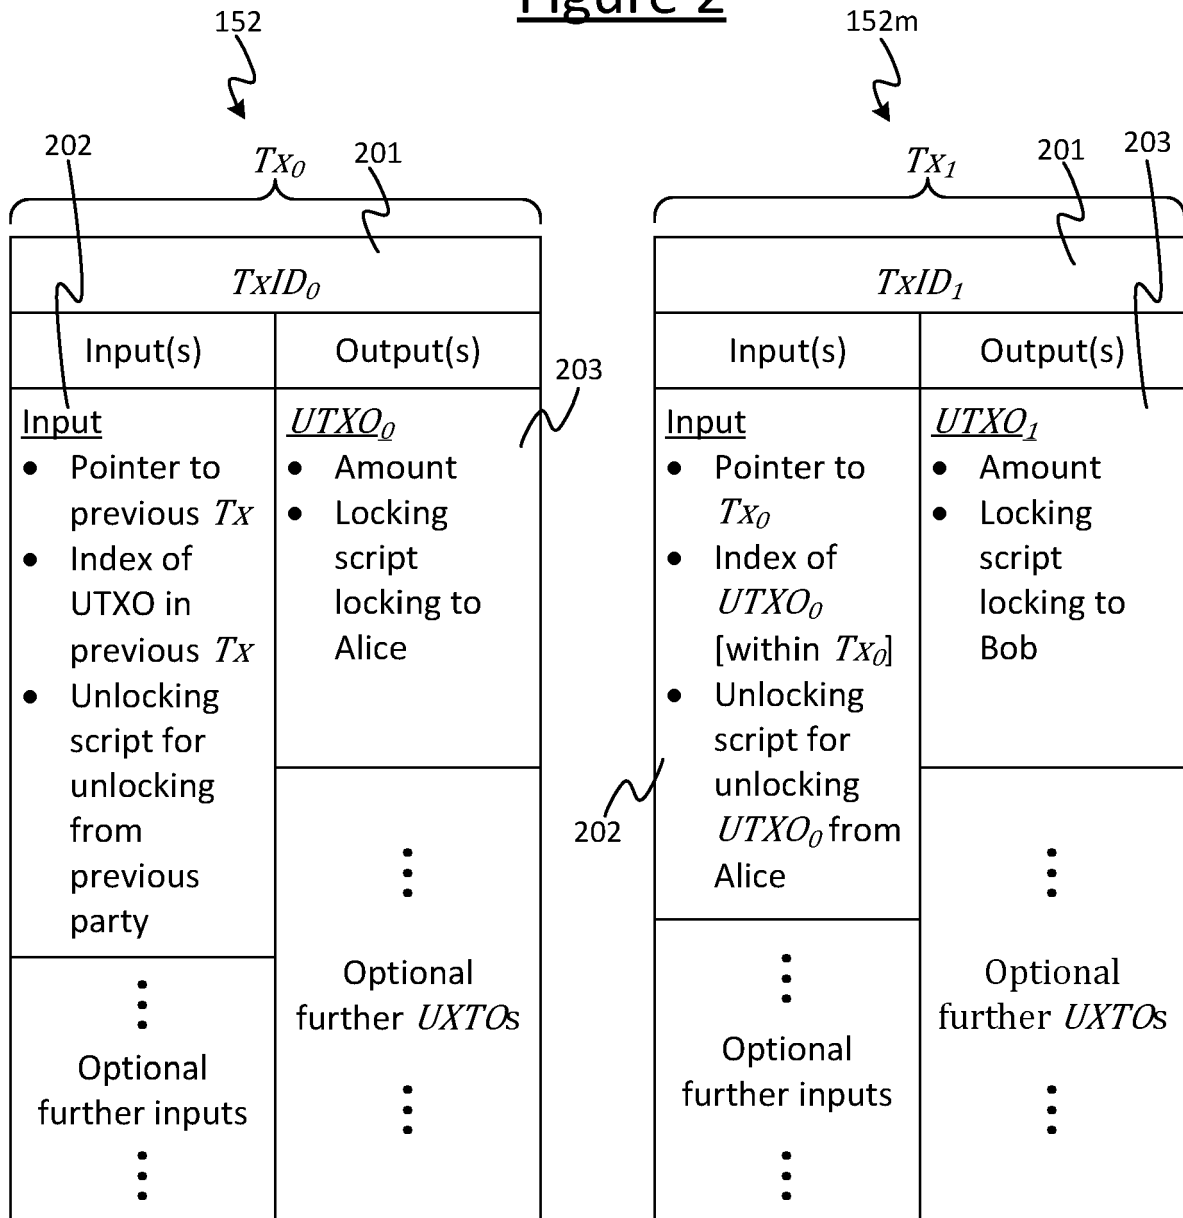 Figure 2
152
152m
202
Tx0
201
Tx1
201
203
TxID0
TxID1
Input(s)
Output(s)
Input(s)
Output(s)
203
Input
• Pointer to
previous Tx
• Index of
UTXO in
previous Tx
• Unlocking
script for
unlocking
from
previous
party
UTXO0
• Amount
• Locking
script
locking to
Alice
Input
• Pointer to
Tx0
• Index of
UTXO0
[within Tx0]
• Unlocking
script for
unlocking
UTXO0 from
Alice
UTXO1
• Amount
• Locking
script
locking to
Bob
202
Optional
further inputs
Optional
further UXTOs
Optional
further inputs
Optional
further UXTOs